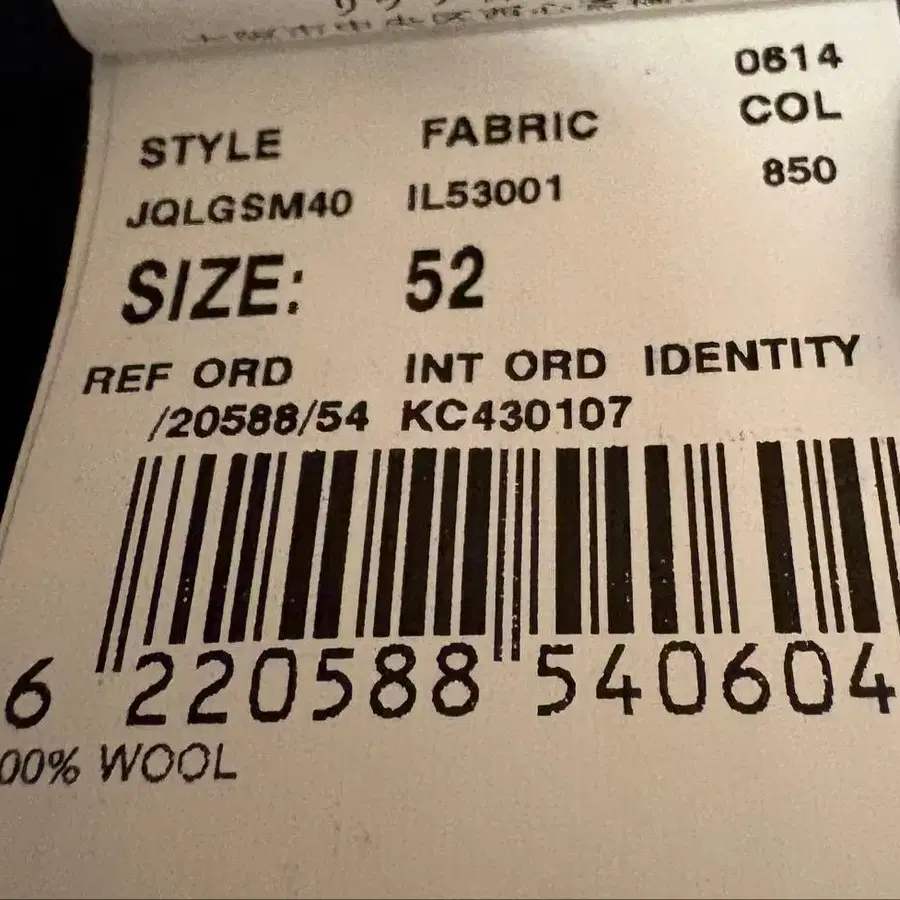 0614
STYLE FABRIC COL
JQLGSM40 IL53001 850
SIZE: 52
REF ORD INT ORD IDENTITY
/20588/54 KC430107
6 220588 540604
00% WOOL